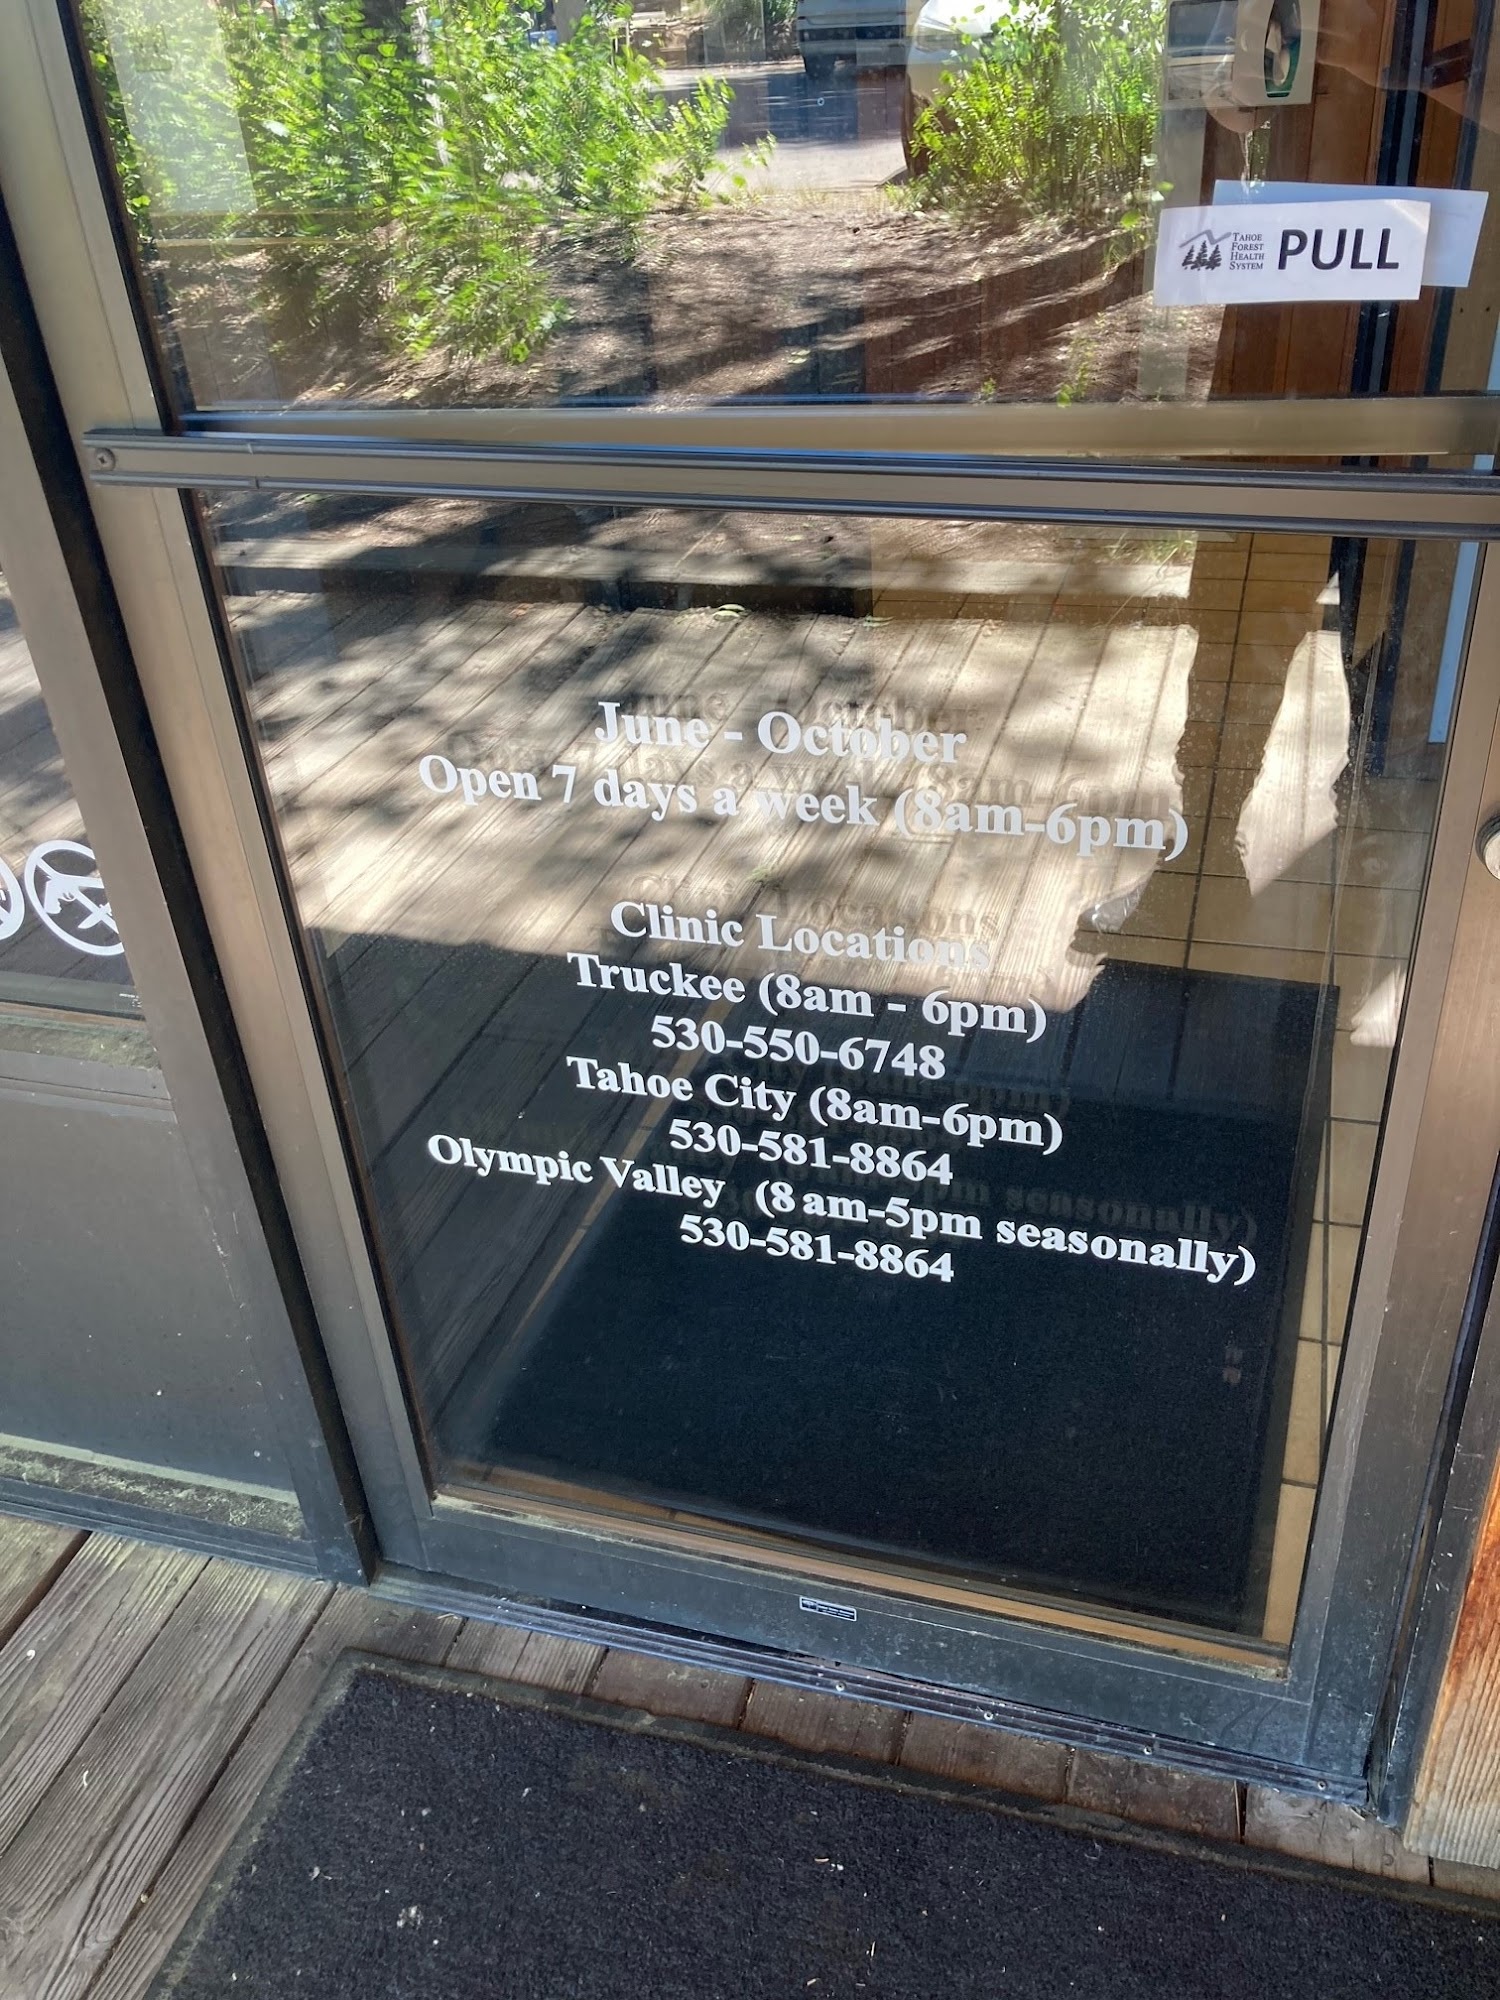 TAHOE
FOREST
HEALTH
SYSTEM
PULL
June - October
Open 7 days a week (8am-6pm)
Clinic Locations
Truckee (8am - 6pm)
530-550-6748
Tahoe City (8am-6pm)
530-581-8864
Olympic Valley (8 am-5pm seasonally)
530-581-8864